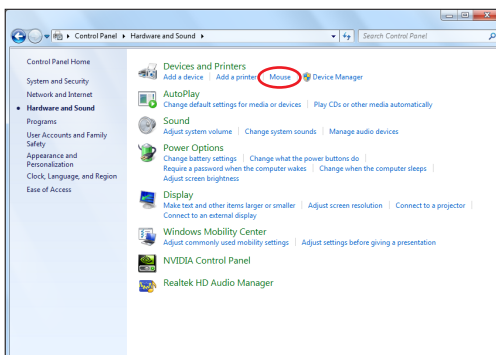 Control Panel ▸ Hardware and Sound ▸
Search Control Panel
Control Panel Home
System and Security
Network and Internet
Hardware and Sound
Programs
User Accounts and Family
Safety
Appearance and
Personalization
Clock, Language, and Region
Ease of Access
Devices and Printers
Add a device | Add a printer | Mouse | Device Manager
AutoPlay
Change default settings for media or devices | Play CDs or other media automatically
Sound
Adjust system volume | Change system sounds | Manage audio devices
Power Options
Change battery settings | Change what the power buttons do |
Require a password when the computer wakes | Change when the computer sleeps |
Adjust screen brightness
Display
Make text and other items larger or smaller | Adjust screen resolution | Connect to a projector |
Connect to an external display
Windows Mobility Center
Adjust commonly used mobility settings | Adjust settings before giving a presentation
NVIDIA Control Panel
Realtek HD Audio Manager